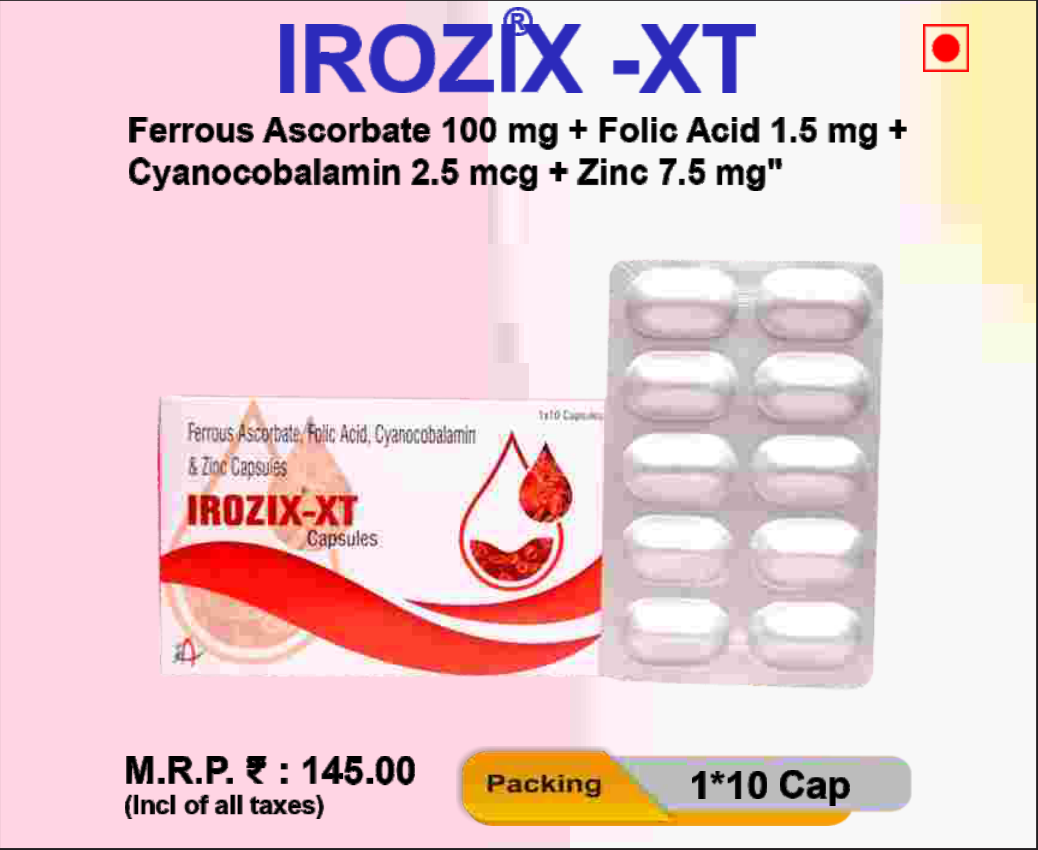 IROZIX® -XT
Ferrous Ascorbate 100 mg + Folic Acid 1.5 mg +
Cyanocobalamin 2.5 mcg + Zinc 7.5 mg"
1x10 Capsules
Ferrous Ascorbate, Folic Acid, Cyanocobalamin
& Zinc Capsules
IROZIX-XT
Capsules
M.R.P. ₹ : 145.00
(Incl of all taxes)
Packing
1*10 Cap